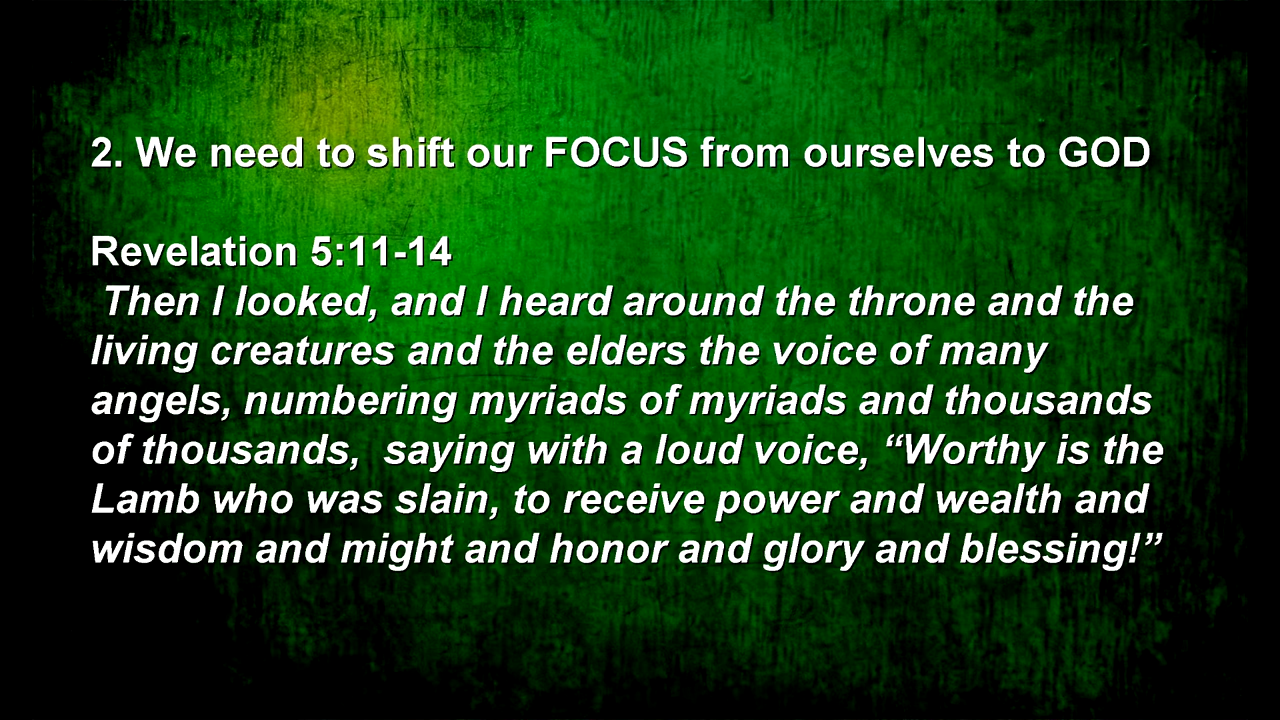 2. We need to shift our FOCUS from ourselves to GOD
Revelation 5:11-14
Then I looked, and I heard around the throne and the
living creatures and the elders the voice of many
angels, numbering myriads of myriads and thousands
of thousands,  saying with a loud voice, “Worthy is the
Lamb who was slain, to receive power and wealth and
wisdom and might and honor and glory and blessing!”